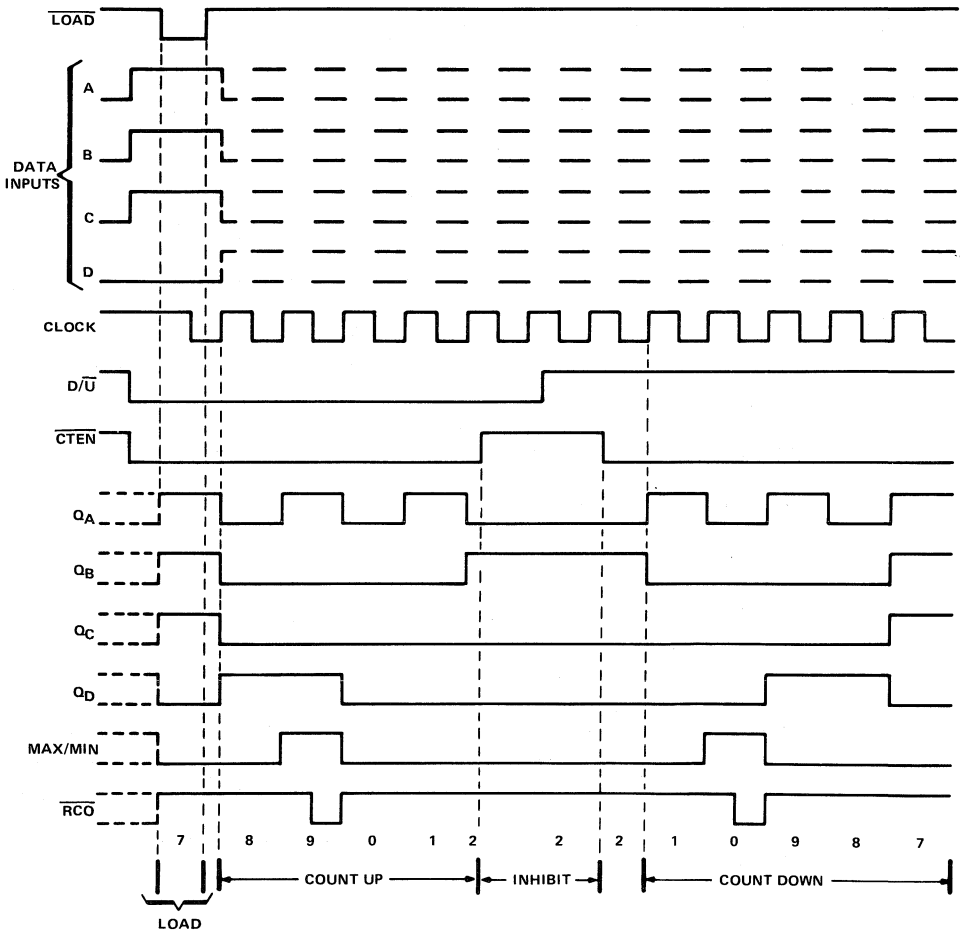 LOAD
A
B
DATA
INPUTS
C
D
CLOCK
D/U
CTEN
QA
QB
QC
QD
MAX/MIN
RCO
7 8 9 0 1 2 2 2 1 0 9 8 7
COUNT UP INHIBIT COUNT DOWN
LOAD